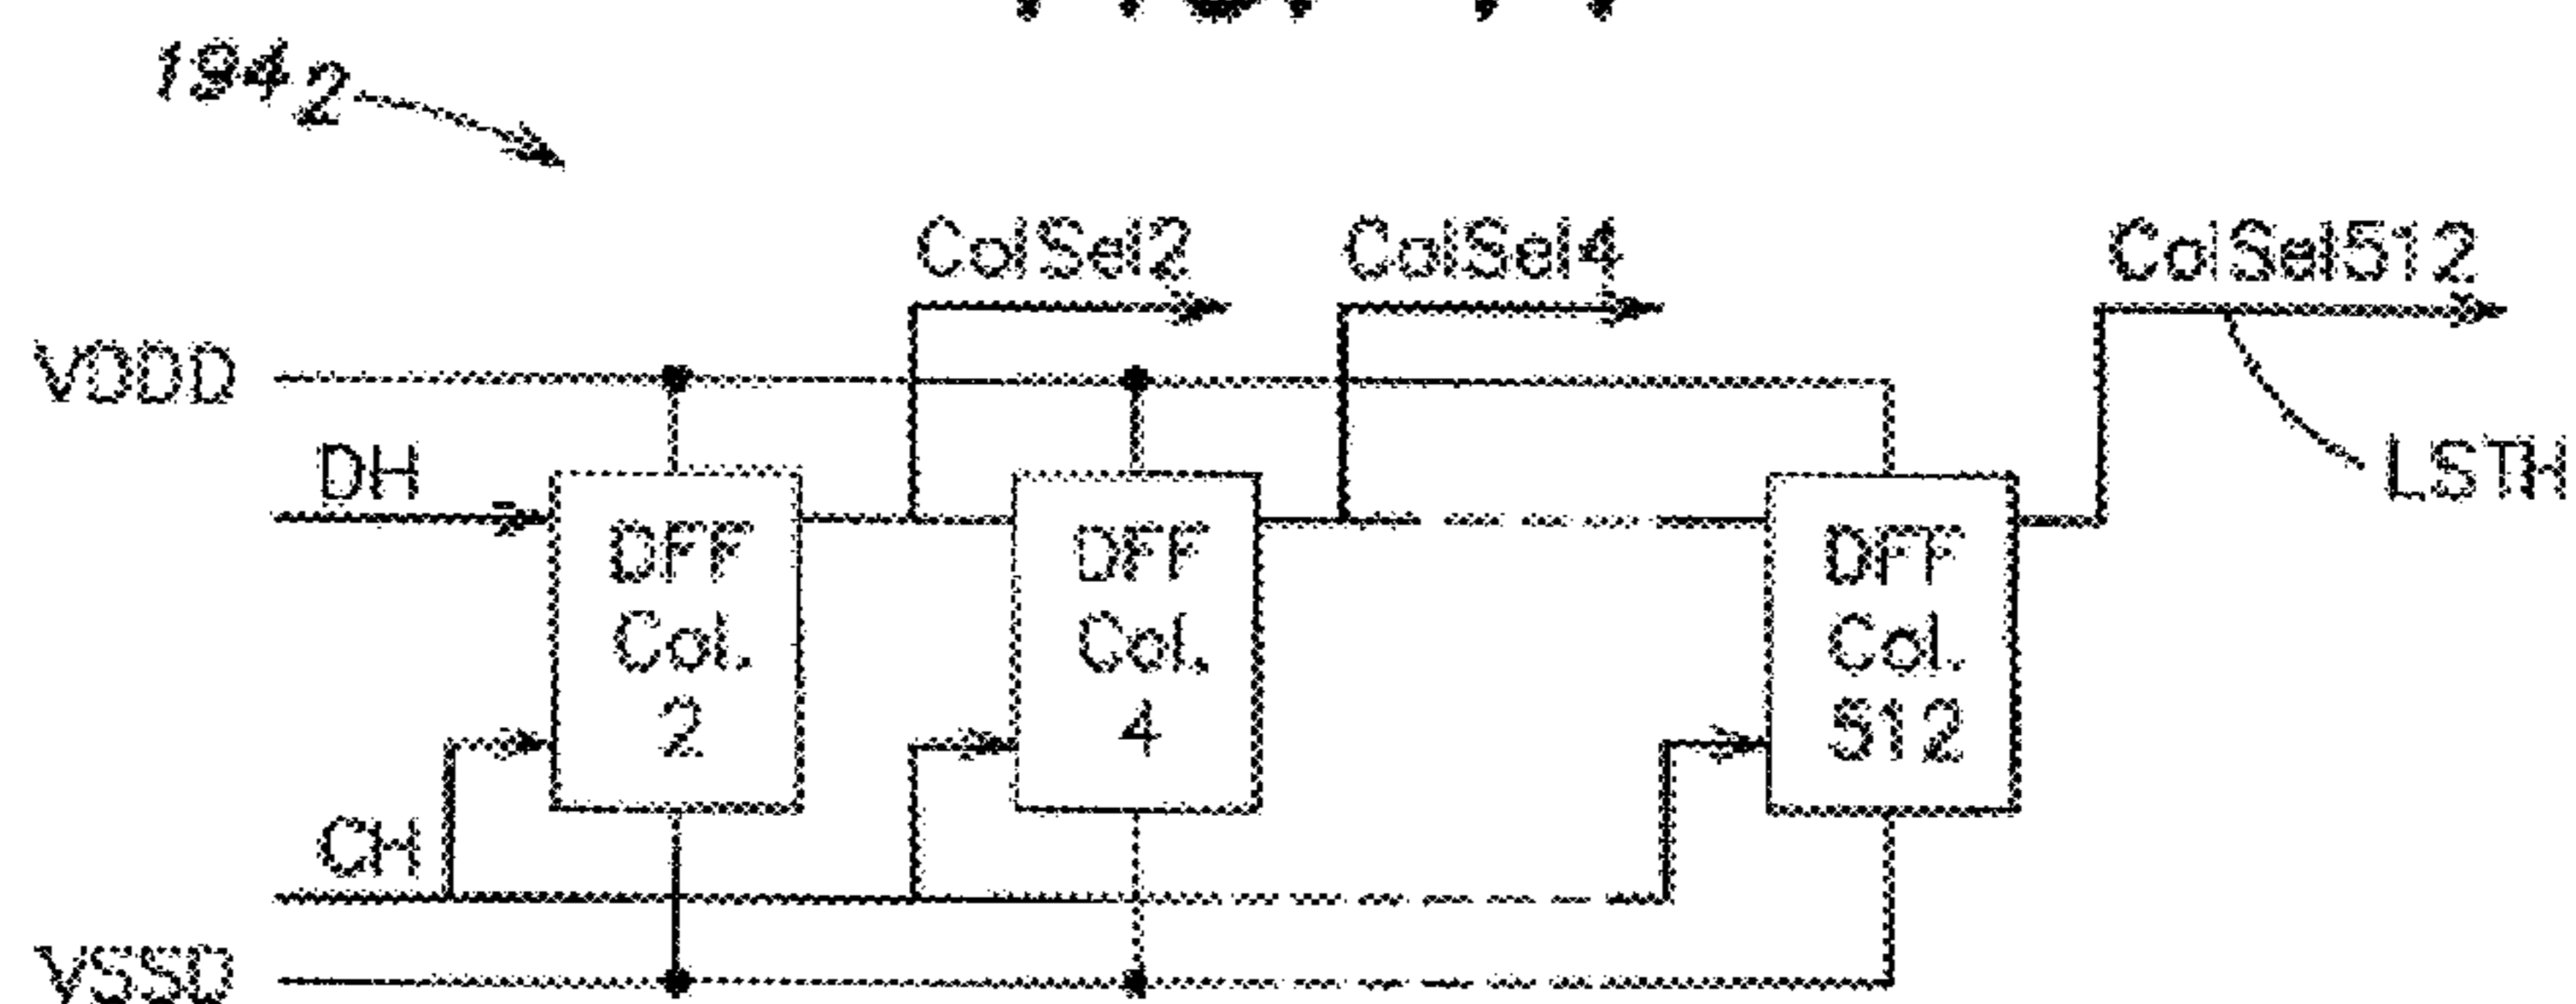 194₂
ColSel2
ColSel4
ColSel512
VDDD
DH
LSTH
DFF
Col.
2
DFF
Col.
4
DFF
Col.
512
CH
VSSD